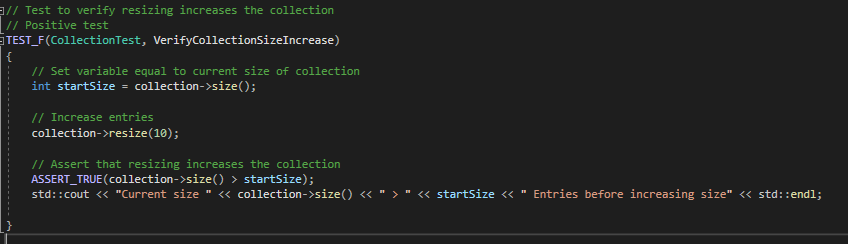 // Test to verify resizing increases the collection
// Positive test
TEST_F(CollectionTest, VerifyCollectionSizeIncrease)
{
    // Set variable equal to current size of collection
    int startSize = collection->size();

    // Increase entries
    collection->resize(10);

    // Assert that resizing increases the collection
    ASSERT_TRUE(collection->size() > startSize);
    std::cout << "Current size " << collection->size() << " > " << startSize << " Entries before increasing size" << std::endl;

}